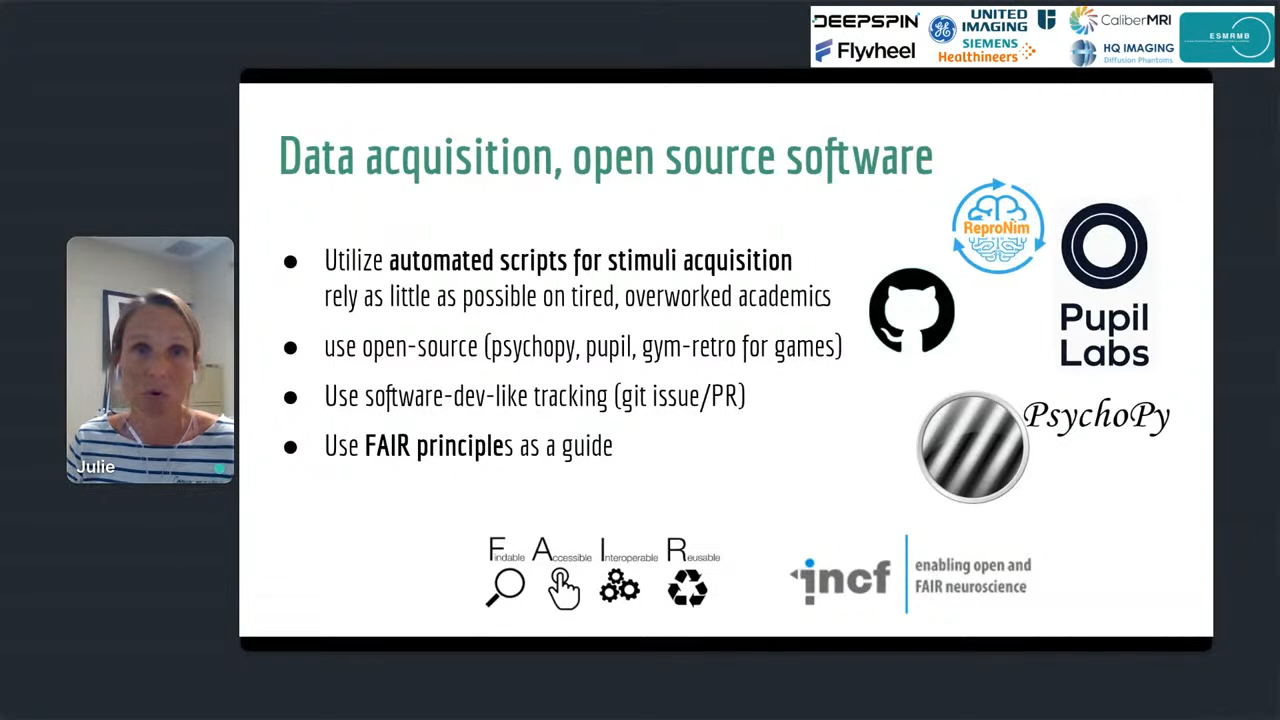 DEEPSPIN
UNITED
IMAGING
CaliberMRI
ESMRMB
Flywheel
SIEMENS
Healthineers
HQ IMAGING
Diffusion Phantoms
Data acquisition, open source software
ReproNim
● Utilize automated scripts for stimuli acquisition
rely as little as possible on tired, overworked academics
● use open-source (psychopy, pupil, gym-retro for games)
● Use software-dev-like tracking (git issue/PR)
● Use FAIR principles as a guide
Pupil
Labs
PsychoPy
Julie
Findable Accessible Interoperable Reusable
incf
enabling open and
FAIR neuroscience